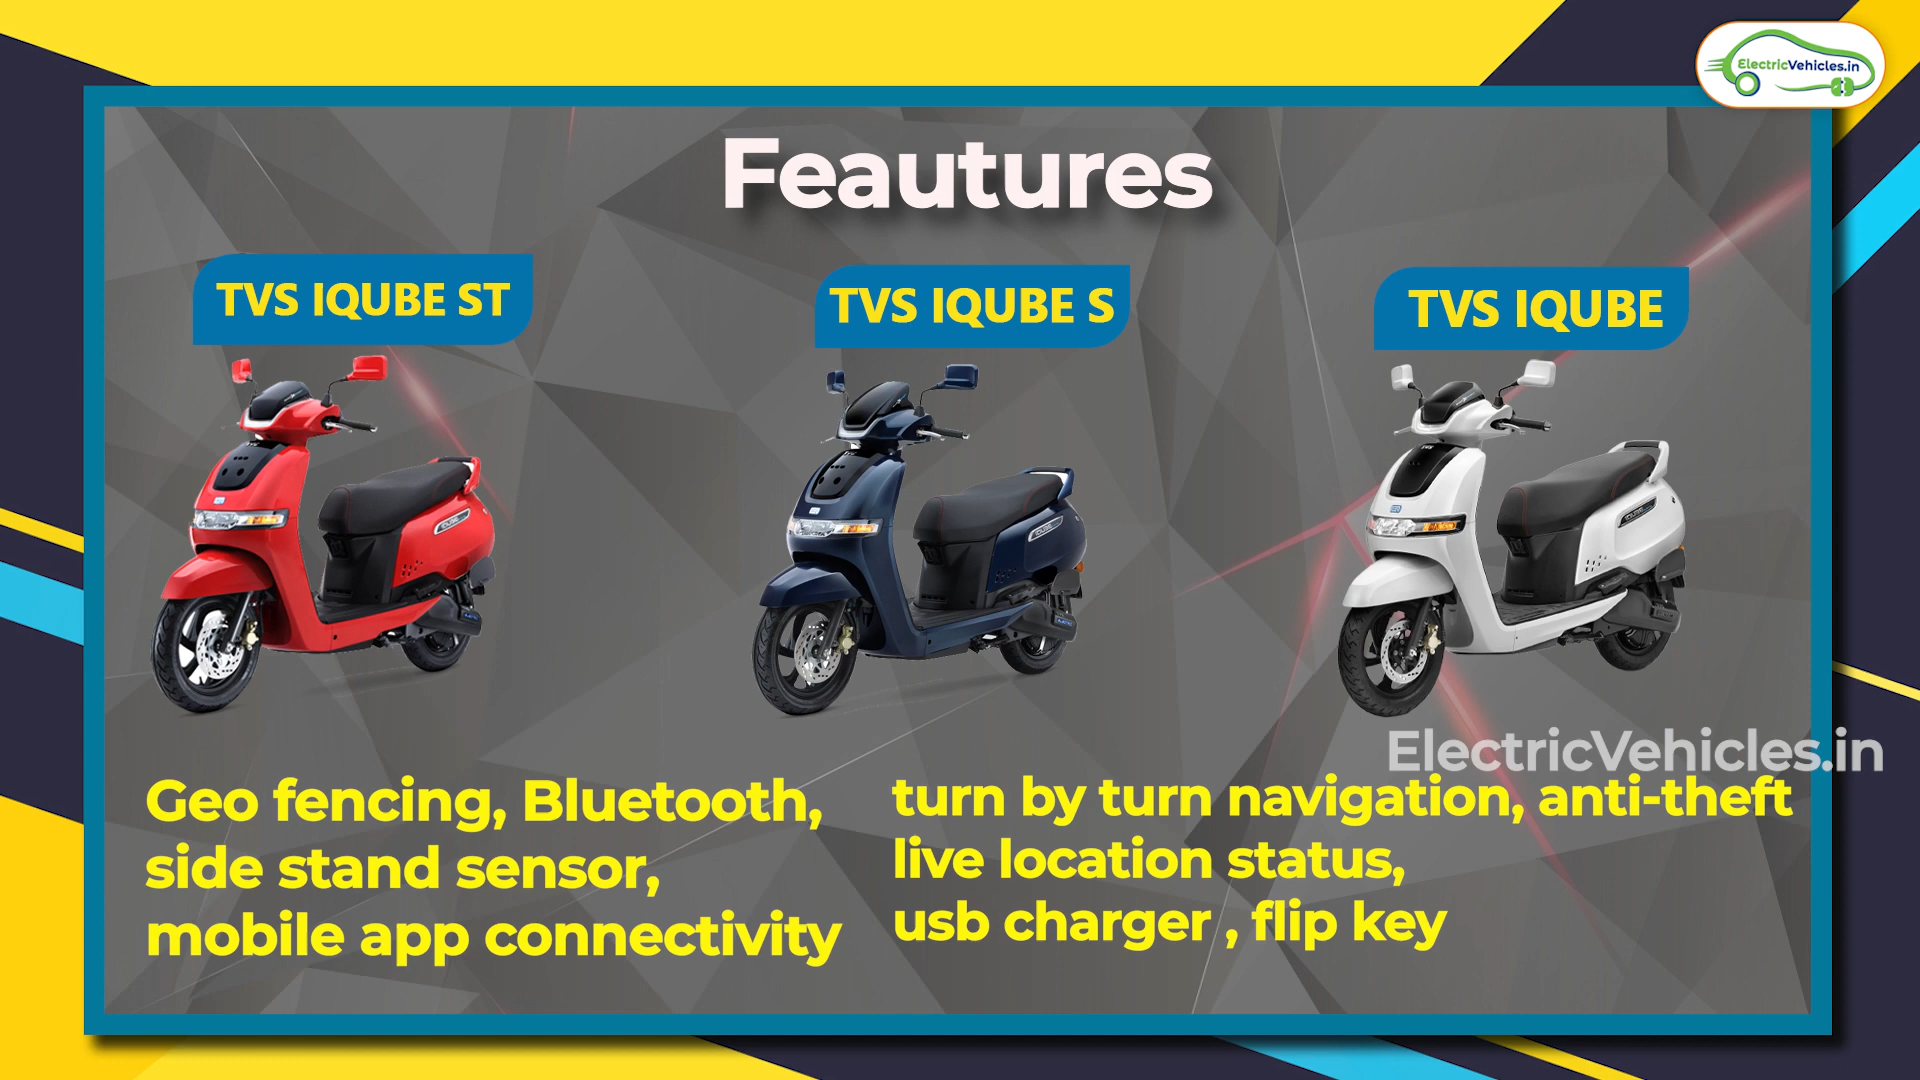 ElectricVehicles.in
Feautures
TVS IQUBE ST
TVS IQUBE S
TVS IQUBE
ElectricVehicles.in
Geo fencing, Bluetooth,
side stand sensor,
mobile app connectivity
turn by turn navigation, anti-theft
live location status,
usb charger , flip key